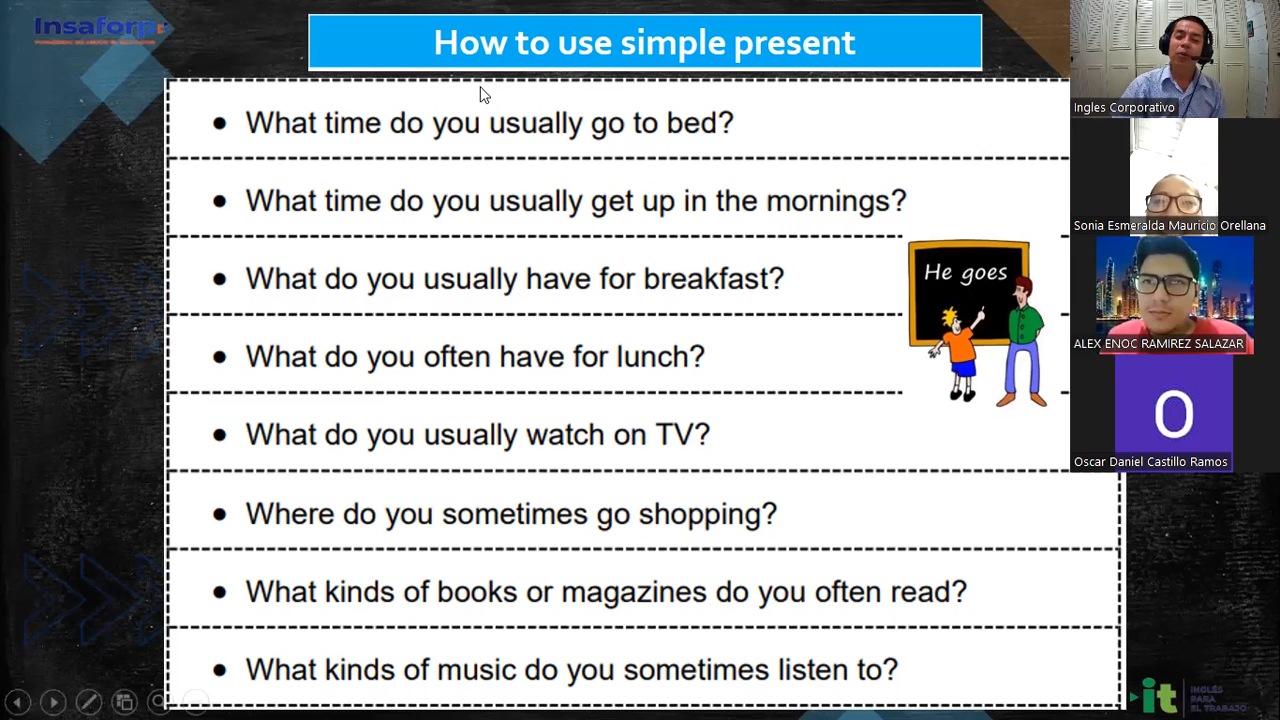 Insaforp
How to use simple present
• What time do you usually go to bed?
• What time do you usually get up in the mornings?
• What do you usually have for breakfast?
• What do you often have for lunch?
• What do you usually watch on TV?
• Where do you sometimes go shopping?
• What kinds of books or magazines do you often read?
• What kinds of music do you sometimes listen to?
He goes
Ingles Corporativo
Sonia Esmeralda Mauricio Orellana
ALEX ENOC RAMIREZ SALAZAR
O
Oscar Daniel Castillo Ramos
it
INGLÉS
PARA
EL TRABAJO